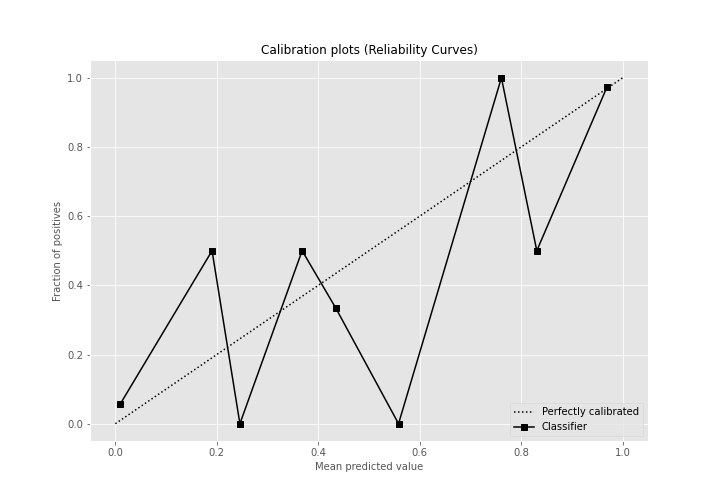 Calibration plots (Reliability Curves)
1.0
0.8
0.6
0.4
0.2
0.0
Fraction of positives
0.0 0.2 0.4 0.6 0.8 1.0
Mean predicted value
Perfectly calibrated
Classifier